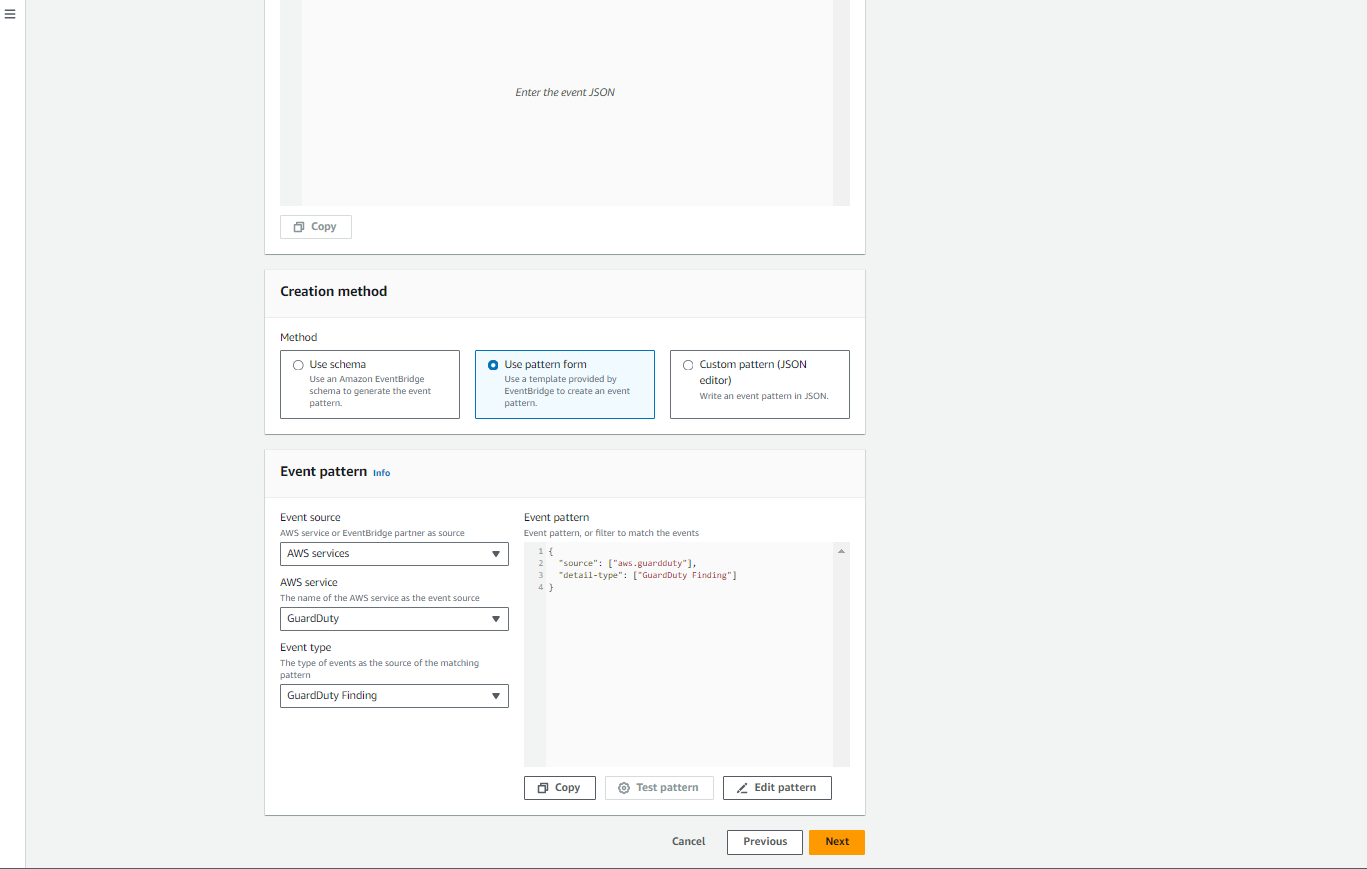 Enter the event JSON
Copy
Creation method
Method
Use schema
Use an Amazon EventBridge
schema to generate the event
pattern.
Use pattern form
Use a template provided by
EventBridge to create an event
pattern.
Custom pattern (JSON
editor)
Write an event pattern in JSON.
Event pattern Info
Event source
AWS service or EventBridge partner as source
AWS services
AWS service
The name of the AWS service as the event source
GuardDuty
Event type
The type of events as the source of the matching
pattern
GuardDuty Finding
Event pattern
Event pattern, or filter to match the events
1 {
2 "source": ["aws.guardduty"],
3 "detail-type": ["GuardDuty Finding"]
4 }
Copy
Test pattern
Edit pattern
Cancel
Previous
Next